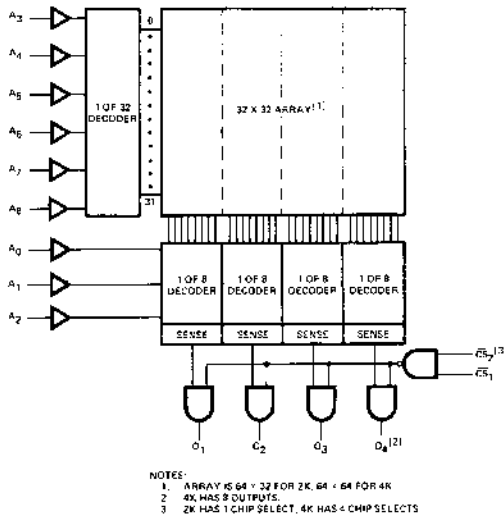 A3
A4
A5
A6
A7
A8
A0
A1
A2
1 OF 32
DECODER
0
31
32 X 32 ARRAY(1)
1 OF 8
DECODER
1 OF 8
DECODER
1 OF 8
DECODER
1 OF 8
DECODER
SENSE
SENSE
SENSE
SENSE
C̅S̅2(3
C̅S̅1
O1
O2
O3
O4(2)
NOTES:
1. ARRAY IS 64 × 32 FOR 2K, 64 × 64 FOR 4K
2 4K HAS 8 OUTPUTS.
3 2K HAS 1 CHIP SELECT, 4K HAS 4 CHIP SELECTS